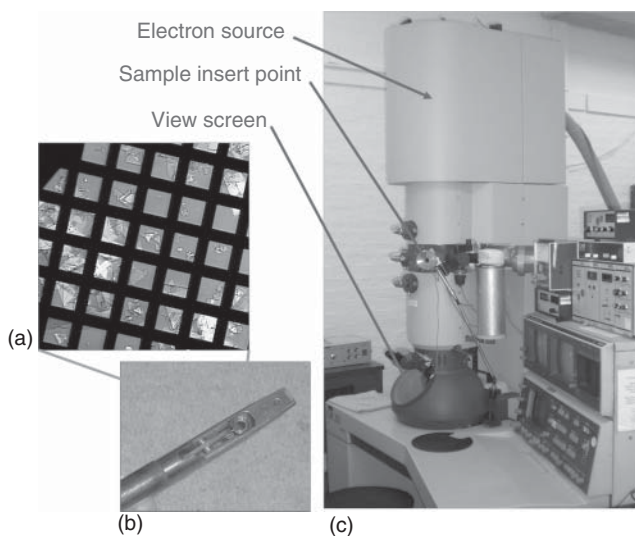 Electron source
Sample insert point
View screen
(a)
(b)
(c)